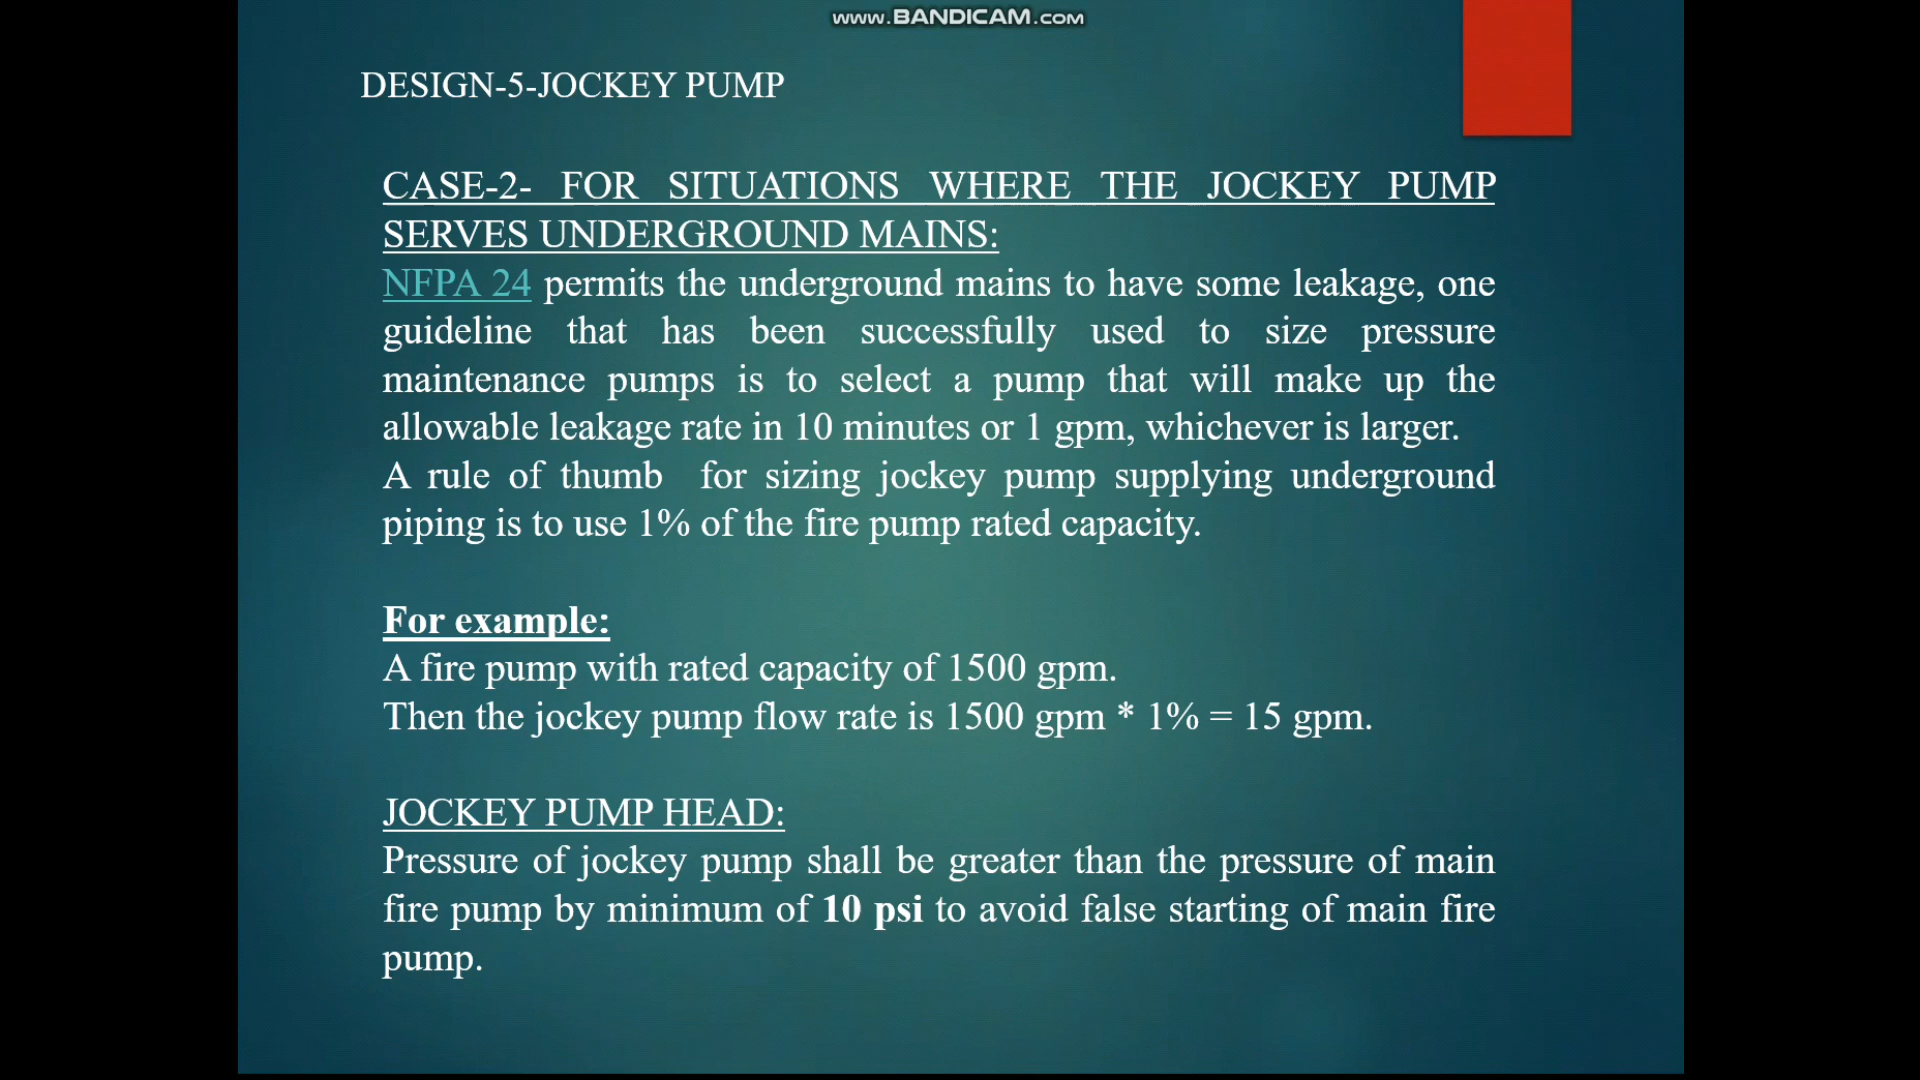 www.BANDICAM.com
DESIGN-5-JOCKEY PUMP
CASE-2- FOR SITUATIONS WHERE THE JOCKEY PUMP
SERVES UNDERGROUND MAINS:
NFPA 24 permits the underground mains to have some leakage, one
guideline that has been successfully used to size pressure
maintenance pumps is to select a pump that will make up the
allowable leakage rate in 10 minutes or 1 gpm, whichever is larger.
A rule of thumb for sizing jockey pump supplying underground
piping is to use 1% of the fire pump rated capacity.
For example:
A fire pump with rated capacity of 1500 gpm.
Then the jockey pump flow rate is 1500 gpm * 1% = 15 gpm.
JOCKEY PUMP HEAD:
Pressure of jockey pump shall be greater than the pressure of main
fire pump by minimum of 10 psi to avoid false starting of main fire
pump.